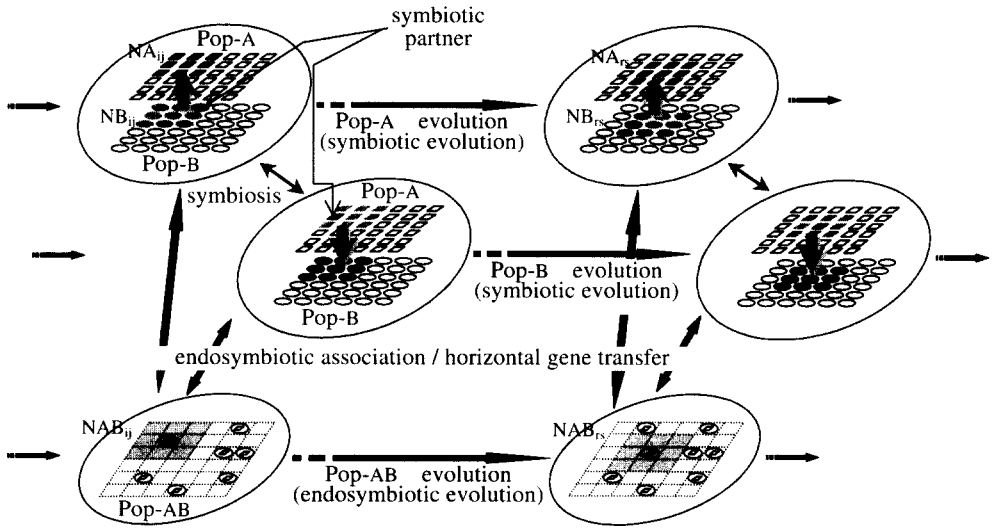 symbiotic
partner
Pop-A
NAij
NBij
Pop-B
Pop-A evolution
(symbiotic evolution)
NArs
NBrs
symbiosis
Pop-A
Pop-B
Pop-B evolution
(symbiotic evolution)
endosymbiotic association / horizontal gene transfer
NABij
Pop-AB
Pop-AB evolution
(endosymbiotic evolution)
NABrs